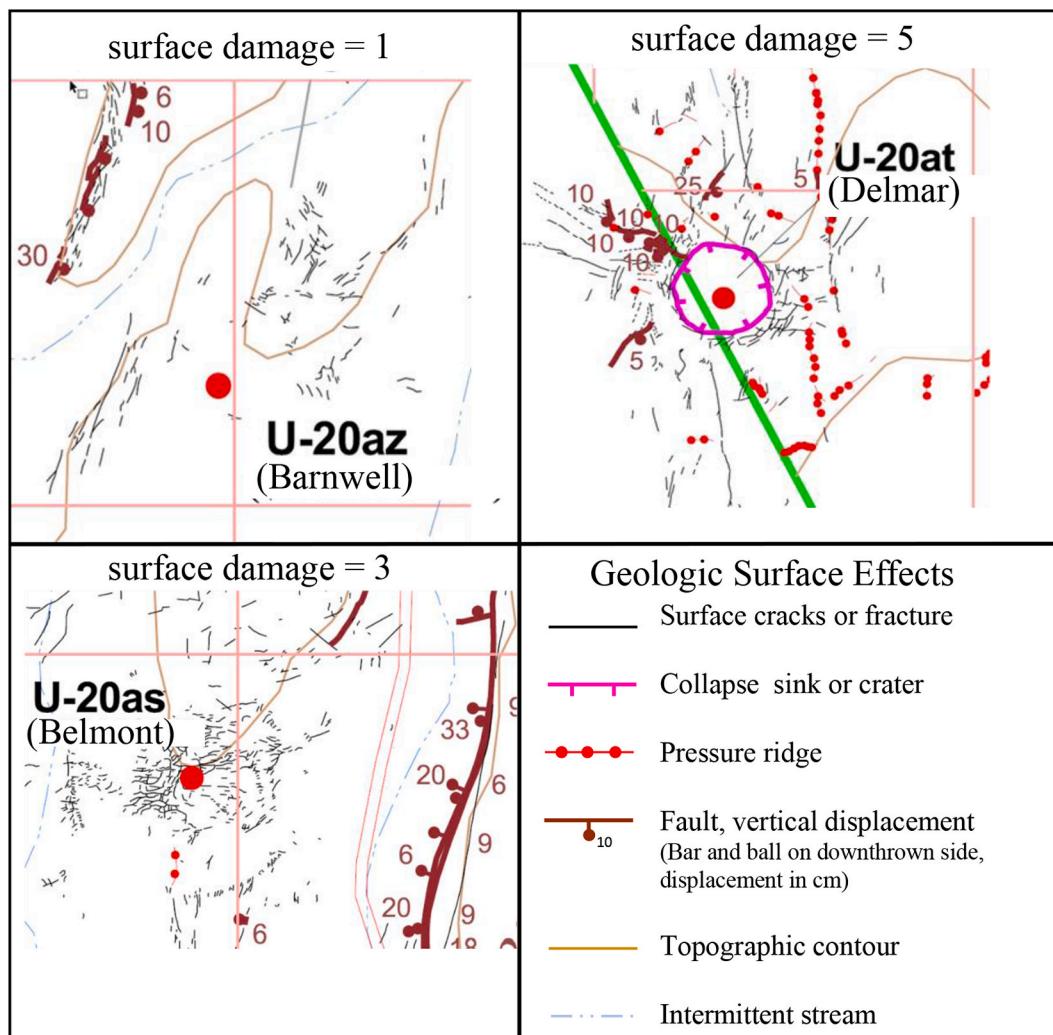 surface damage = 1
6
10
30
U-20az
(Barnwell)
surface damage = 5
U-20at
(Delmar)
5
25
10
10
10
10
10
5
surface damage = 3
U-20as
(Belmont)
9
33
20
6
6
9
20
9
18
6
Geologic Surface Effects
Surface cracks or fracture
Collapse sink or crater
Pressure ridge
Fault, vertical displacement
10
(Bar and ball on downthrown side,
displacement in cm)
Topographic contour
Intermittent stream